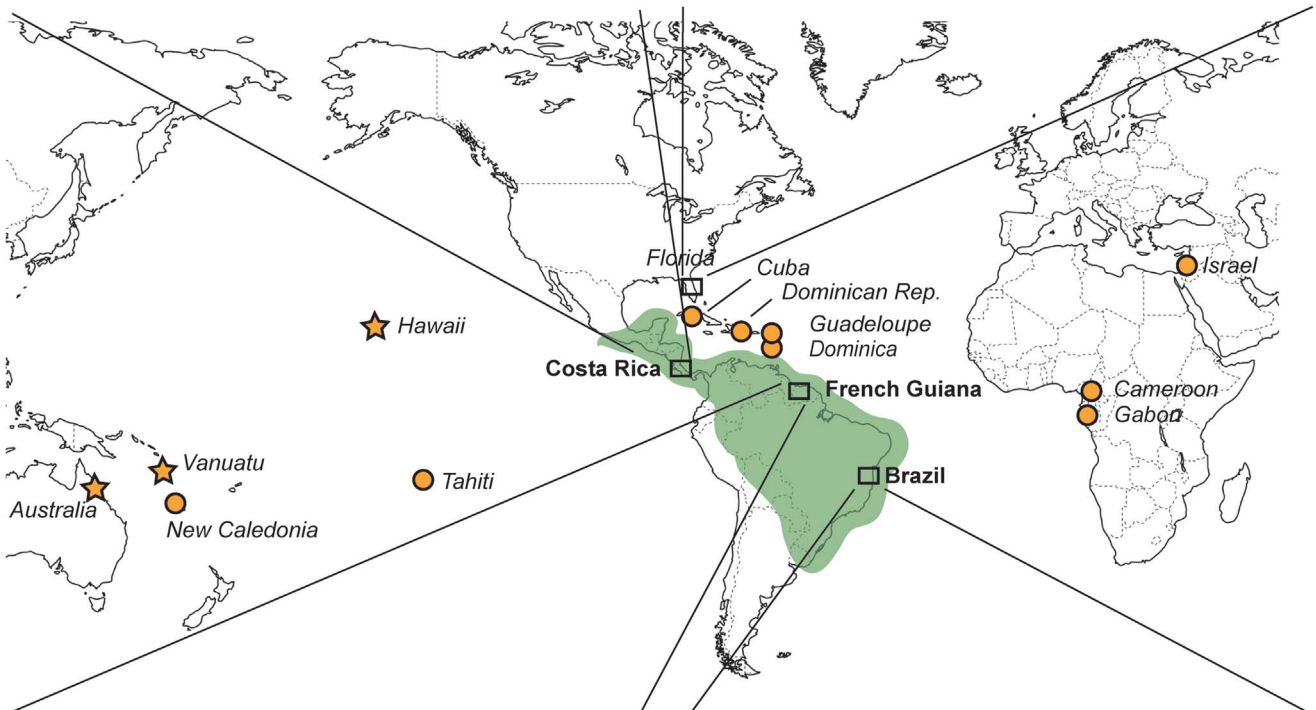 Florida
Cuba
Israel
Dominican Rep.
Hawaii
Guadeloupe
Dominica
Costa Rica
French Guiana
Cameroon
Gabon
Vanuatu
Brazil
Tahiti
Australia
New Caledonia